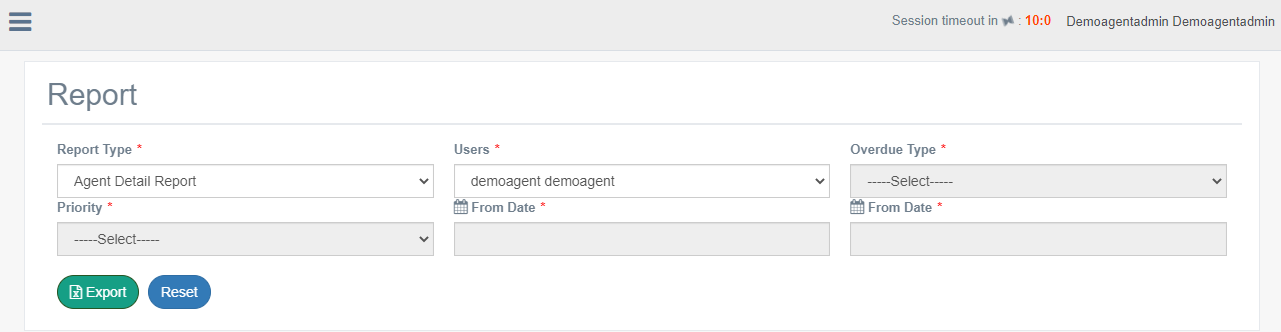 Session timeout in : 10:0 Demoagentadmin Demoagentadmin
Report
Report Type * Users * Overdue Type *
Agent Detail Report demoagent demoagent -----Select-----
Priority * From Date * From Date *
-----Select-----
Export Reset